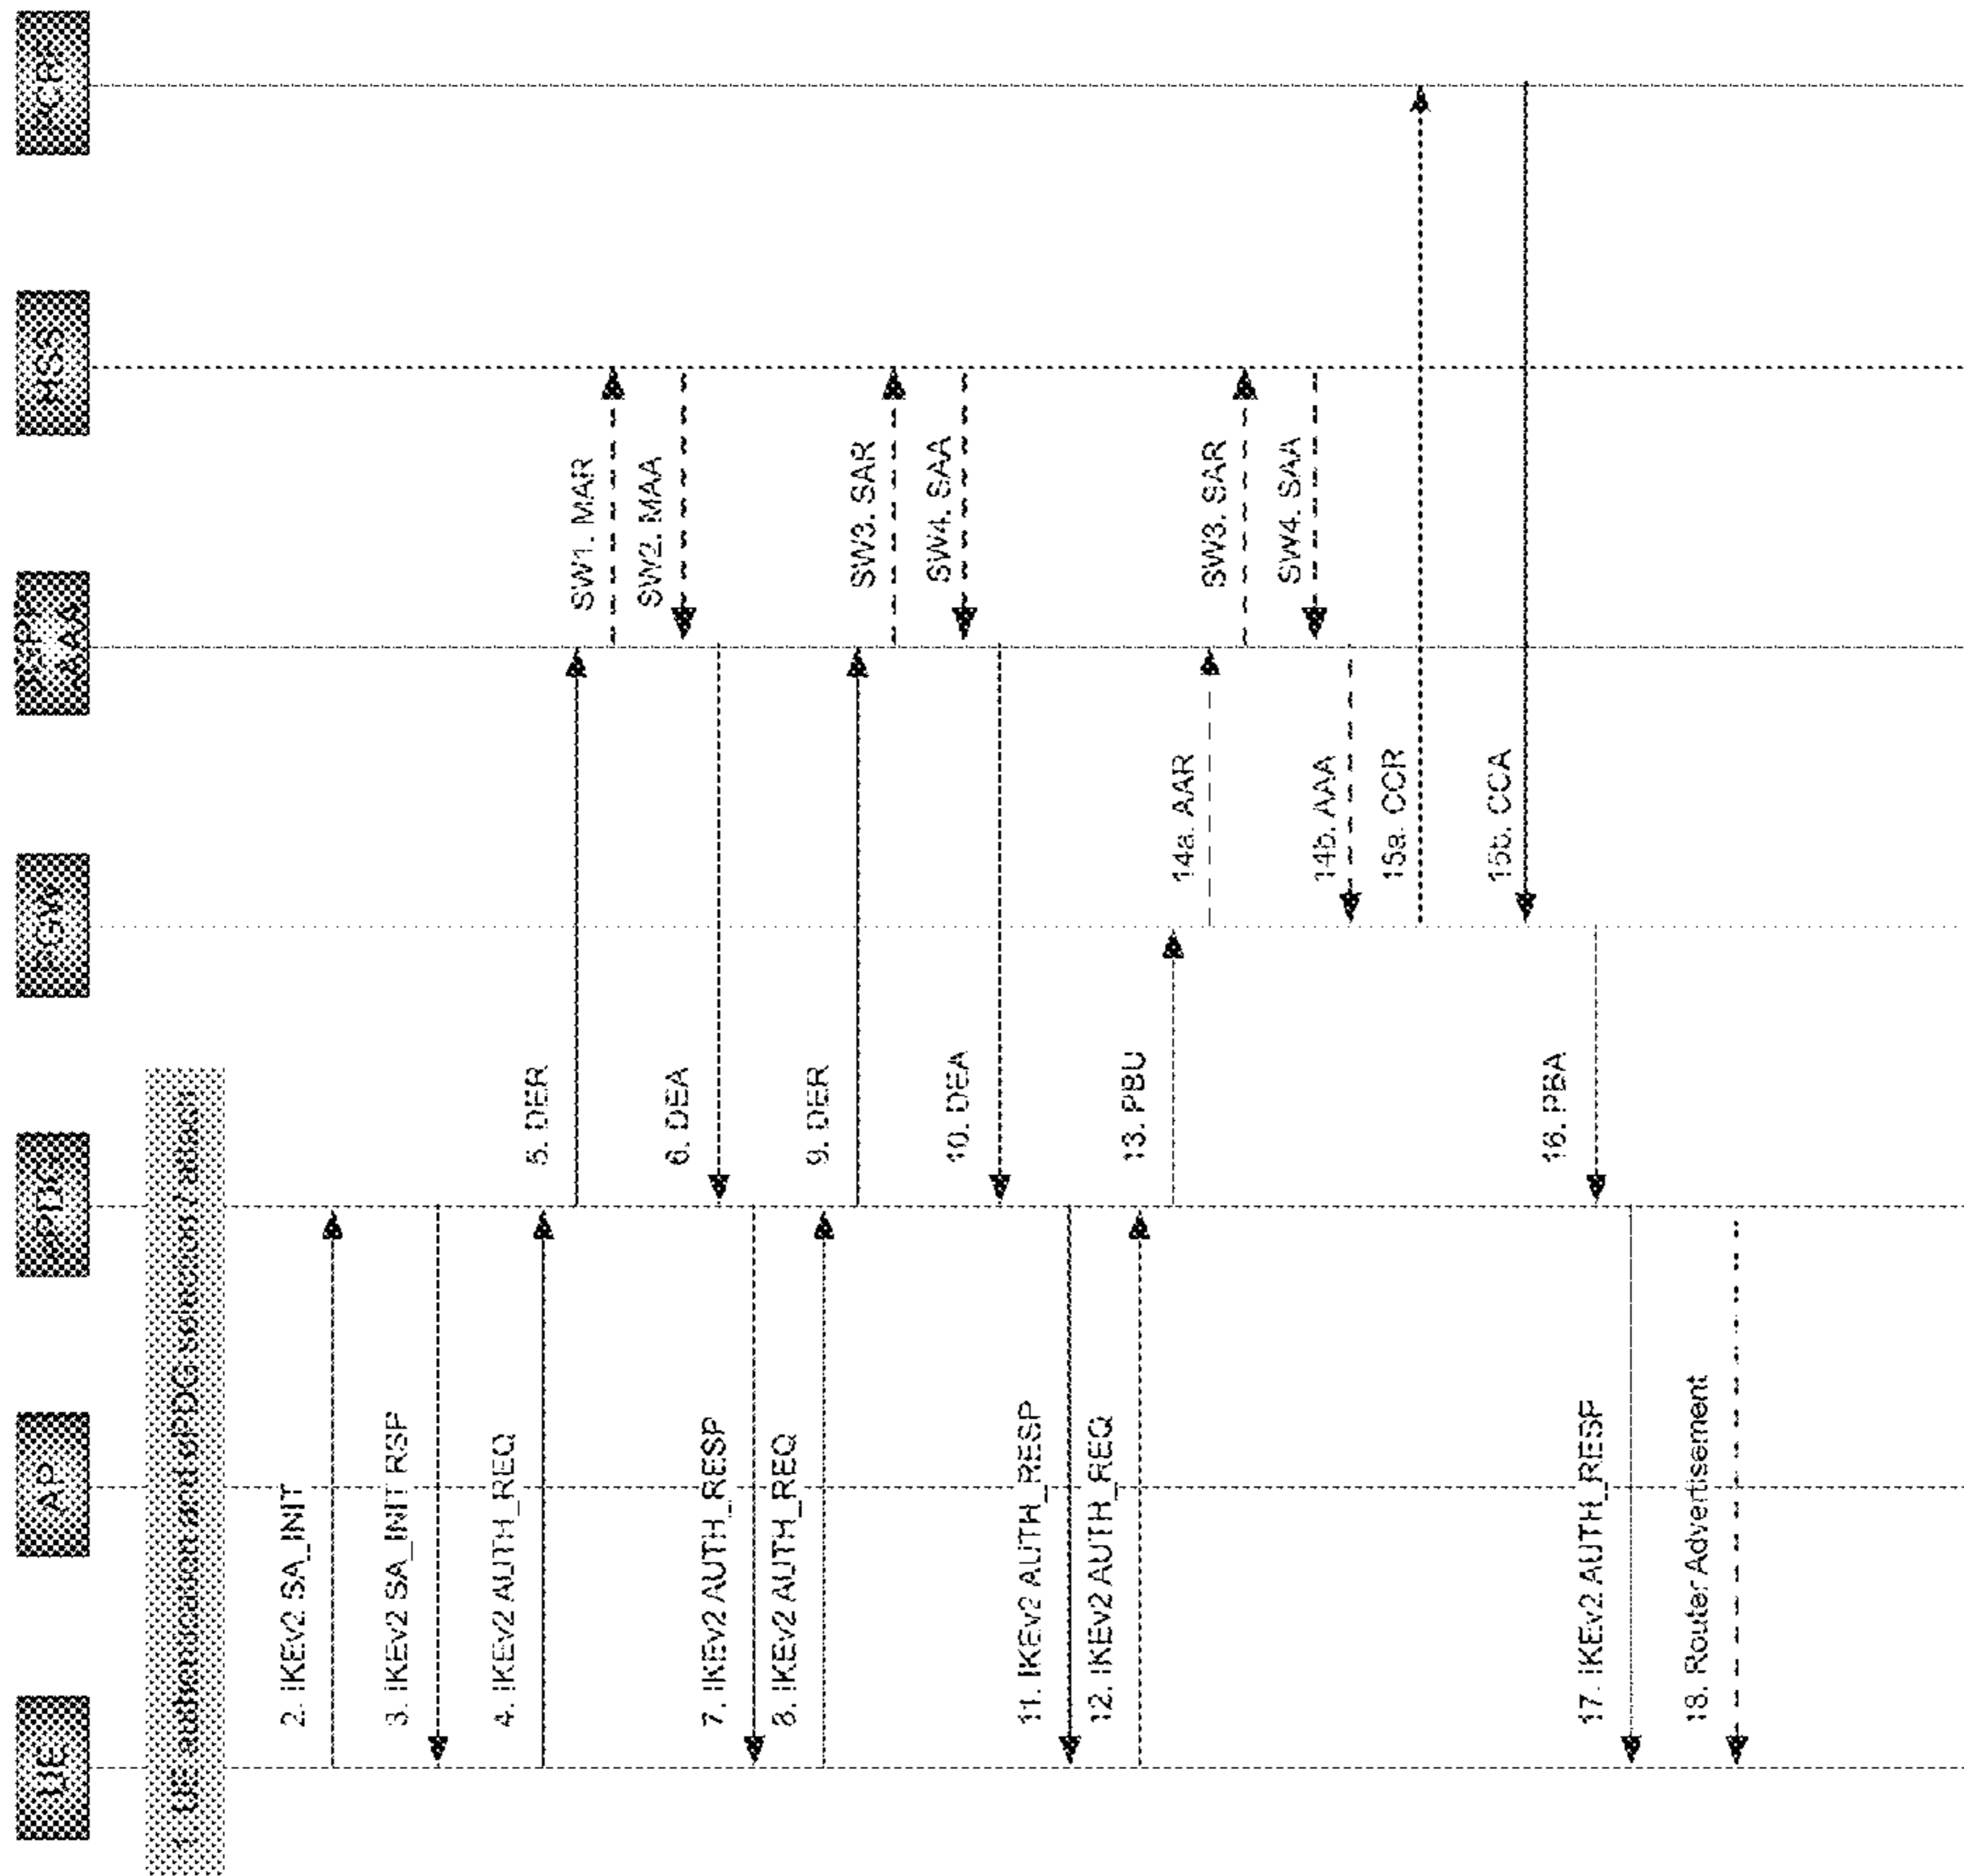 UE
AP
ePDG
PGW
3GPP
AAA
HSS
PCRF
1. UE authentication and ePDG selection / attach
2. IKEv2 SA_INIT
3. IKEv2 SA_INIT RSP
4. IKEv2 AUTH_REQ
5. DER
SW1. MAR
SW2. MAA
6. DEA
7. IKEv2 AUTH_RESP
8. IKEv2 AUTH_REQ
9. DER
SW3. SAR
SW4. SAA
10. DEA
11. IKEv2 AUTH_RESP
12. IKEv2 AUTH_REQ
13. PBU
14a. AAR
SW3. SAR
SW4. SAA
14b. AAA
15a. CCR
15b. CCA
16. PBA
17. IKEv2 AUTH_RESP
18. Router Advertisement